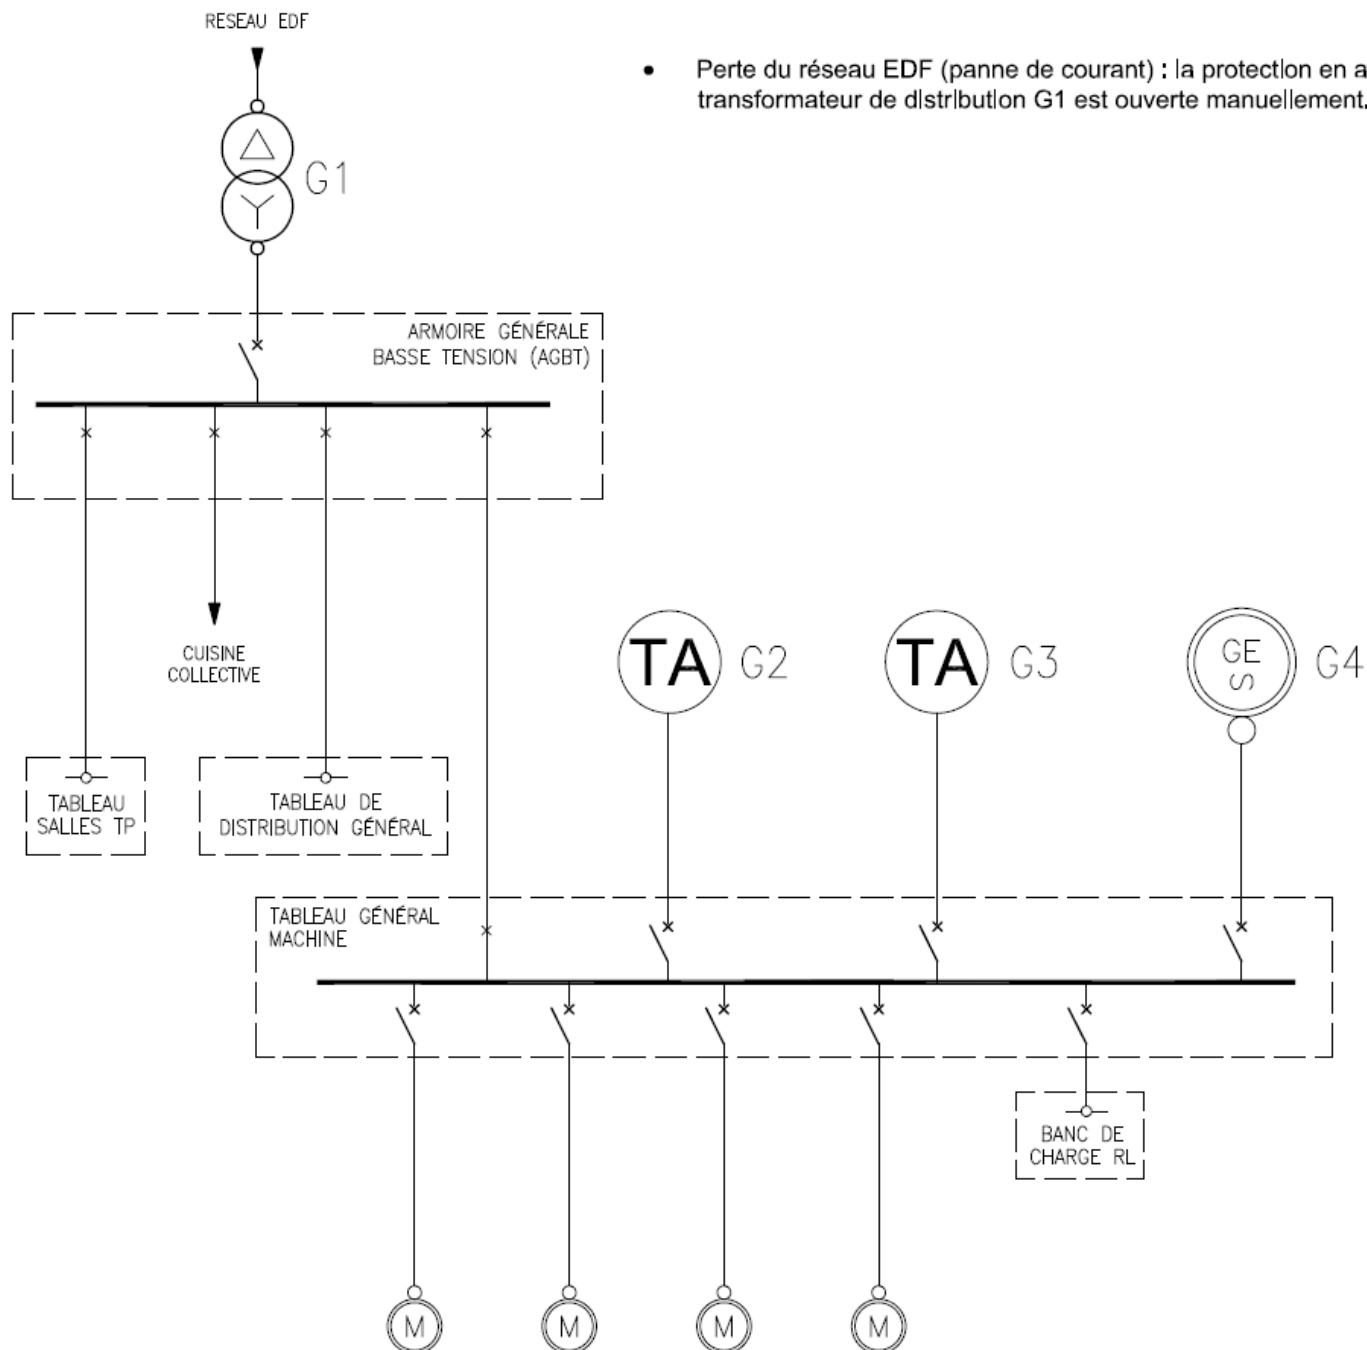 RESEAU EDF
• Perte du réseau EDF (panne de courant) : la protection en a
transformateur de distribution G1 est ouverte manuellement.
G1
ARMOIRE GÉNÉRALE
BASSE TENSION (AGBT)
CUISINE
COLLECTIVE
TA G2
TA G3
GE
S
G4
TABLEAU
SALLES TP
TABLEAU DE
DISTRIBUTION GÉNÉRAL
TABLEAU GÉNÉRAL
MACHINE
BANC DE
CHARGE RL
M M M M